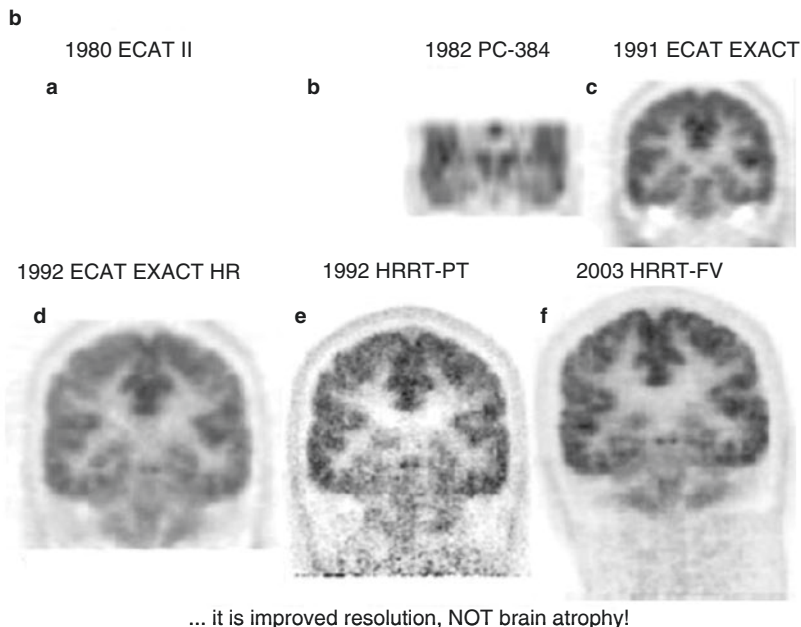 b
1980 ECAT II
1982 PC-384
1991 ECAT EXACT
a
b
c
1992 ECAT EXACT HR
1992 HRRT-PT
2003 HRRT-FV
d
e
f
... it is improved resolution, NOT brain atrophy!